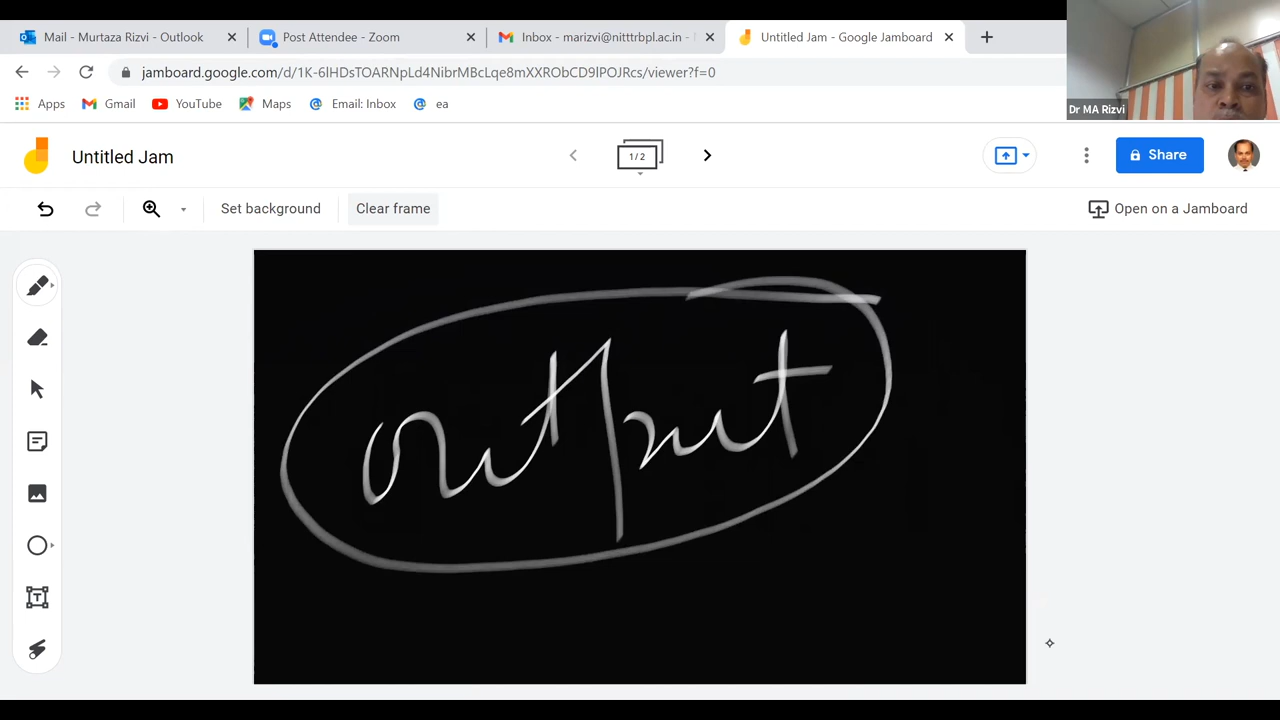 Mail - Murtaza Rizvi - Outlook Post Attendee - Zoom Inbox - marizvi@nitttrbpl.ac.in - Untitled Jam - Google Jamboard
jamboard.google.com/d/1K-6lHDsTOARNpLd4NibrMBcLqe8mXXRObCD9lPOJRcs/viewer?f=0
Apps Gmail YouTube Maps Email: Inbox ea
Dr MA Rizvi
Untitled Jam 1/2 Share
Set background Clear frame Open on a Jamboard
output